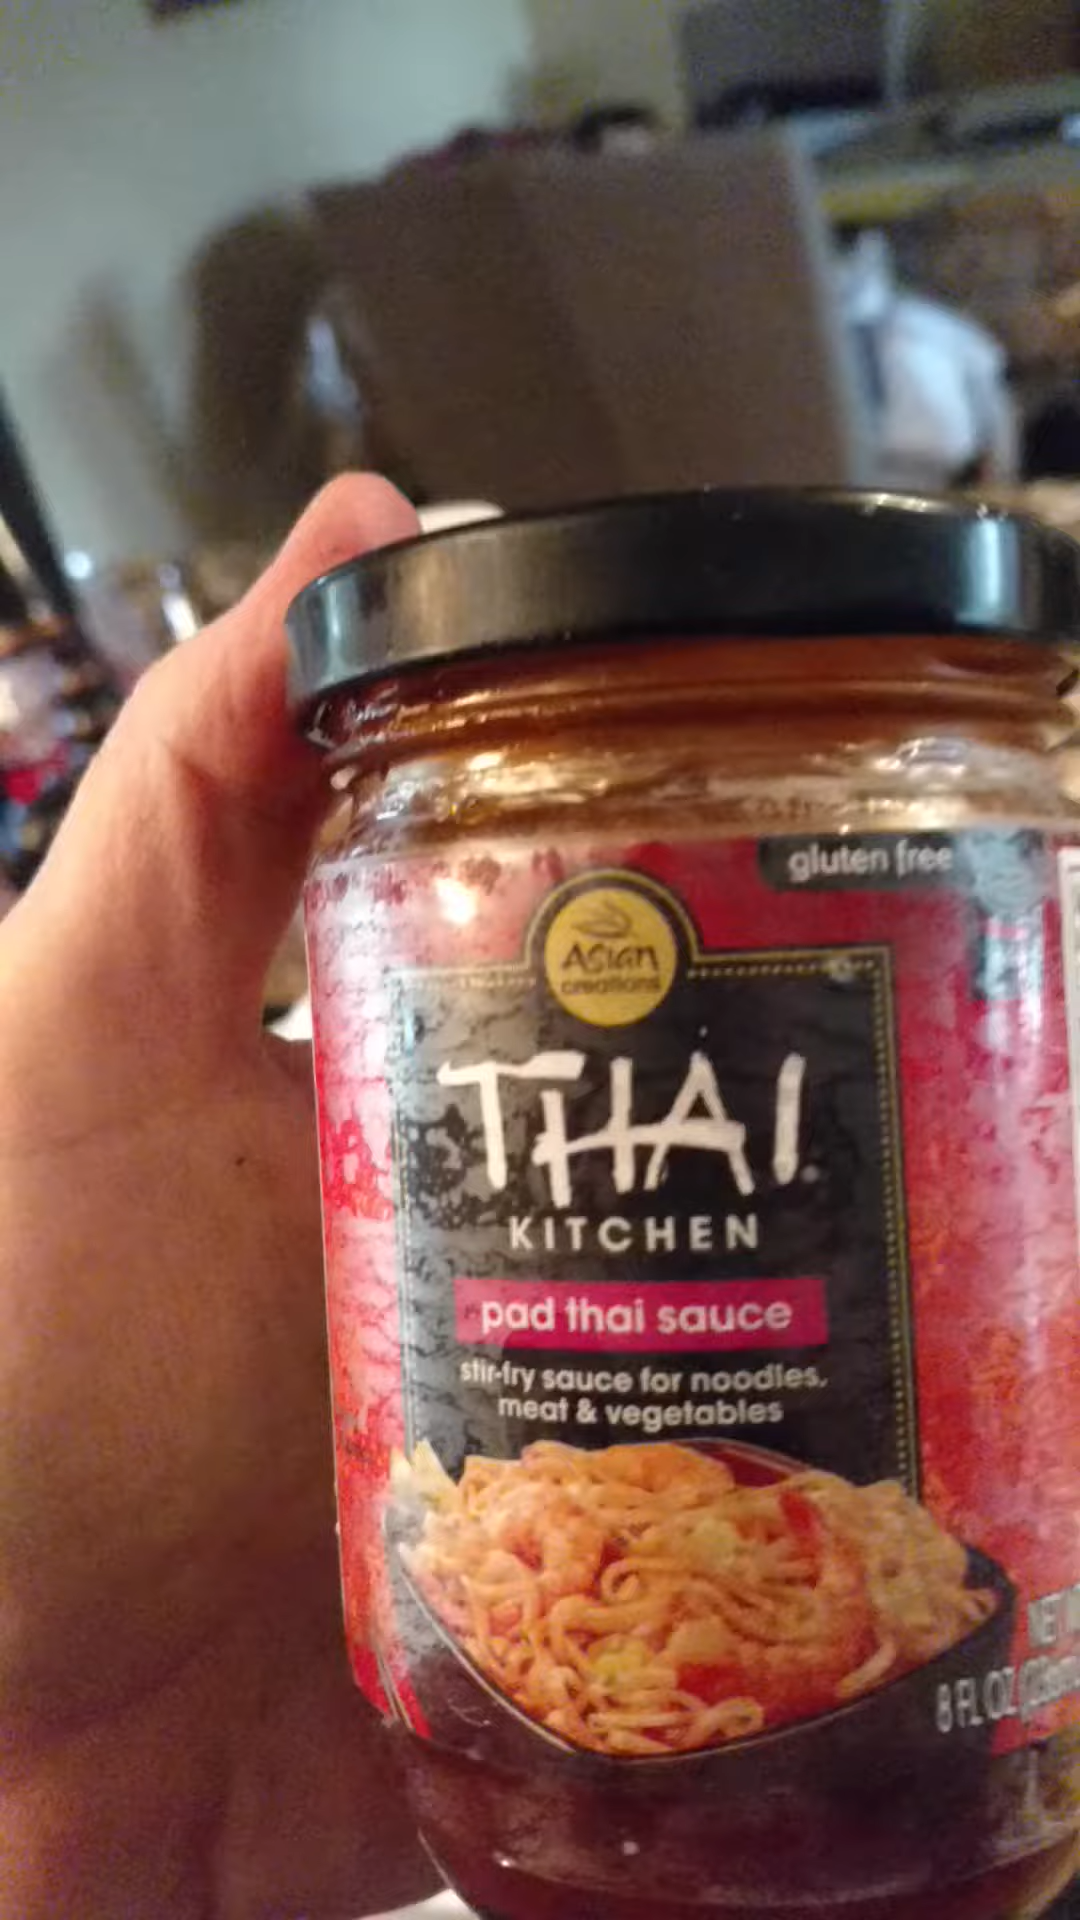 gluten free
Asian
creations
THAI
KITCHEN
pad thai sauce
stir-fry sauce for noodles,
meat & vegetables
NET
8 FL OZ